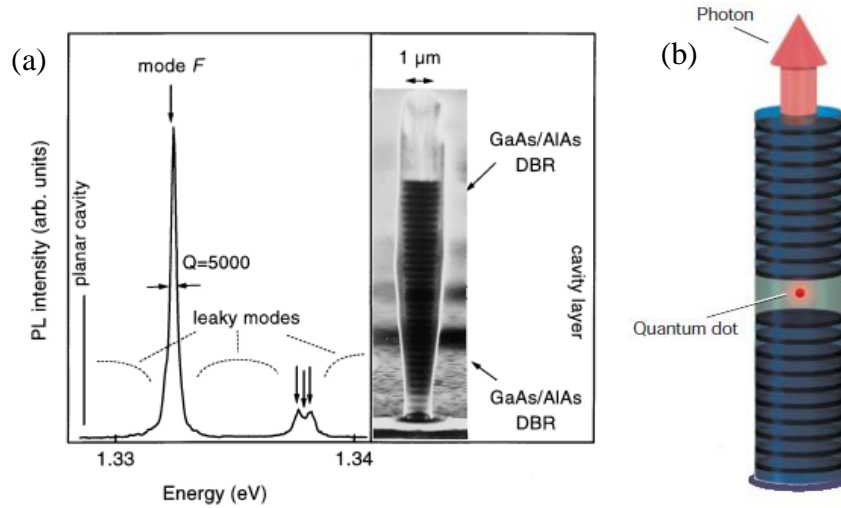 (a)
mode F
PL intensity (arb. units)
planar cavity
Q=5000
leaky modes
1.33
1.34
Energy (eV)
1 μm
GaAs/AlAs
DBR
cavity layer
GaAs/AlAs
DBR
(b)
Photon
Quantum dot